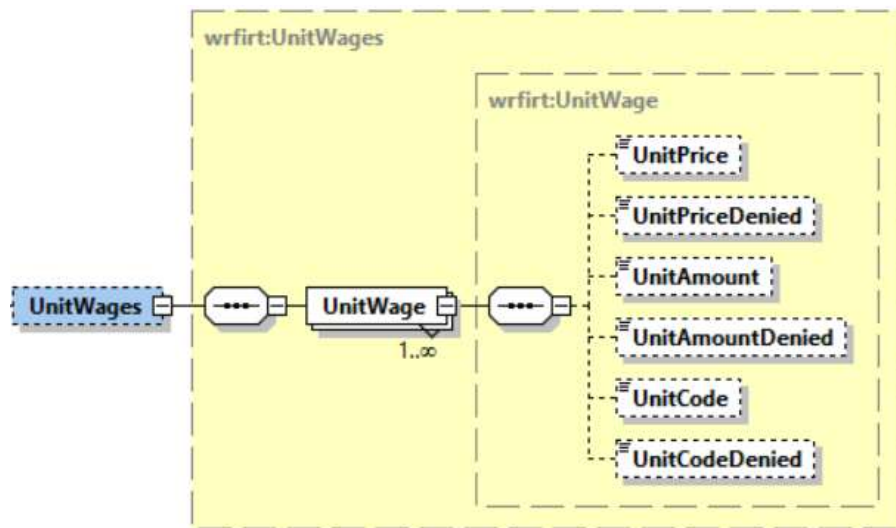 wrfirt:UnitWages
wrfirt:UnitWage
UnitPrice
UnitPriceDenied
UnitAmount
UnitWages
UnitWage
UnitAmountDenied
1..∞
UnitCode
UnitCodeDenied